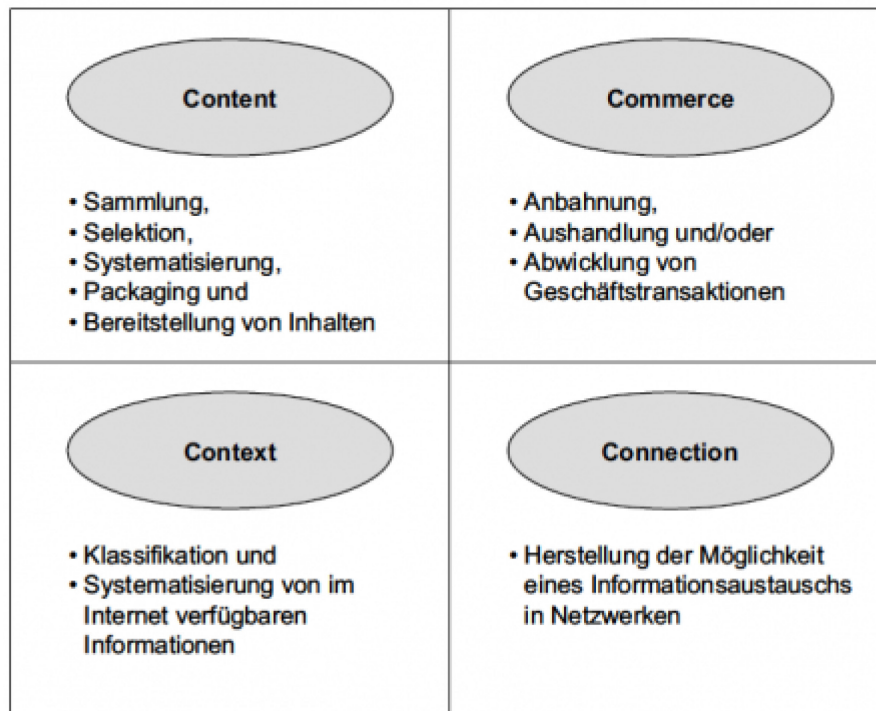 Content
• Sammlung,
• Selektion,
• Systematisierung,
• Packaging und
• Bereitstellung von Inhalten
Commerce
• Anbahnung,
• Aushandlung und/oder
• Abwicklung von
Geschäftstransaktionen
Context
• Klassifikation und
• Systematisierung von im
Internet verfügbaren
Informationen
Connection
• Herstellung der Möglichkeit
eines Informationsaustauschs
in Netzwerken